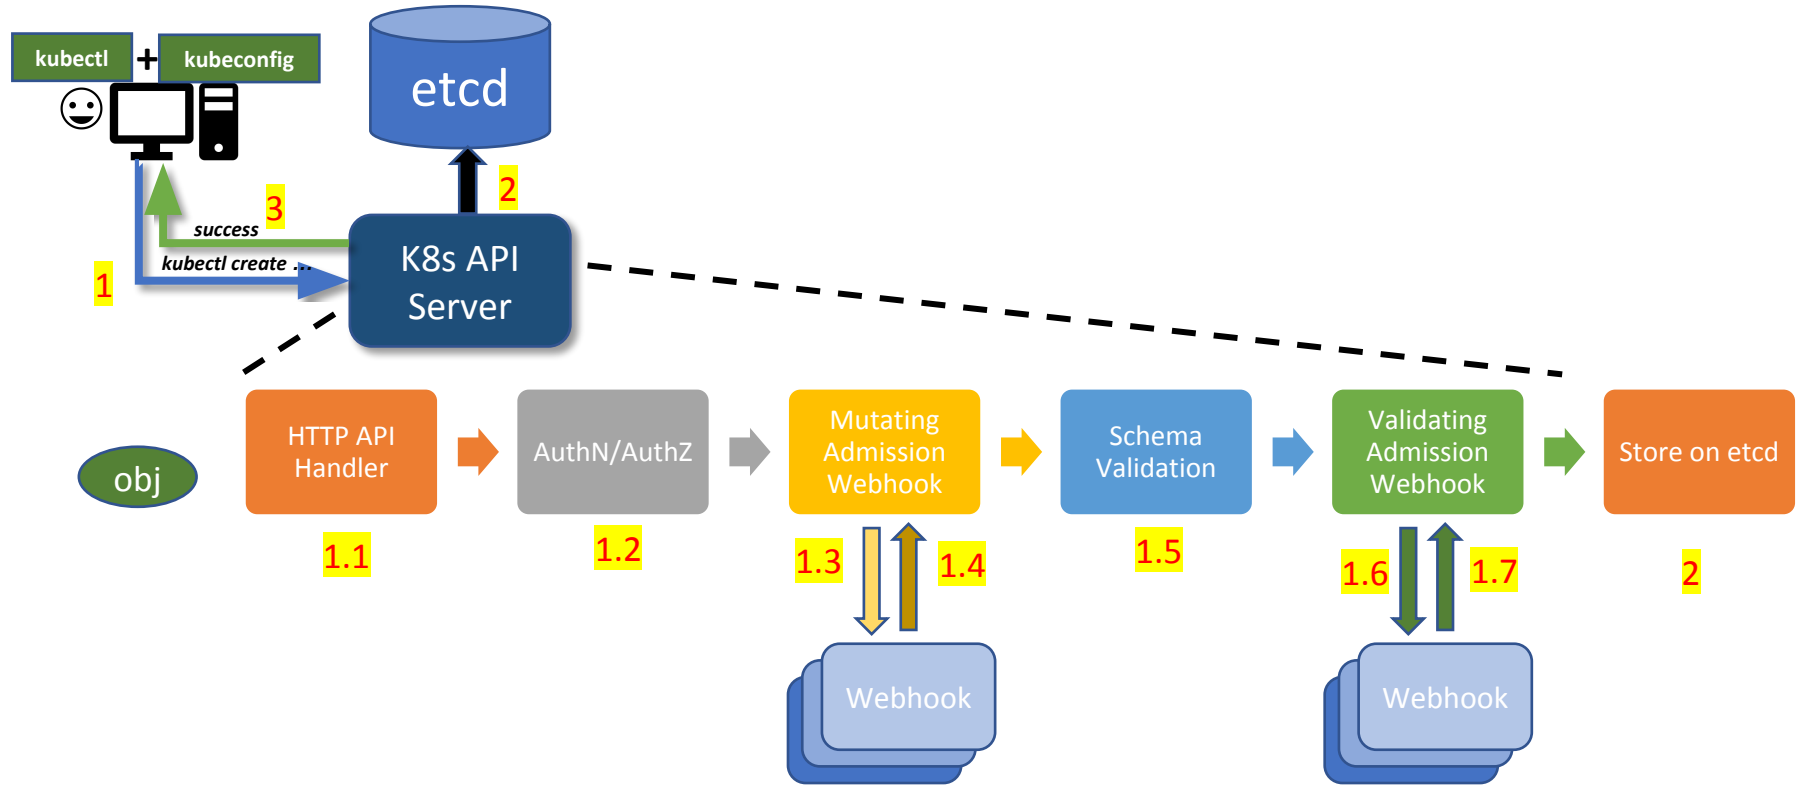 kubectl
+
kubeconfig
etcd
2
3
success
kubectl create ...
1
K8s API
Server
obj
HTTP API
Handler
AuthN/AuthZ
Mutating
Admission
Webhook
Schema
Validation
Validating
Admission
Webhook
Store on etcd
1.1
1.2
1.3
1.4
1.5
1.6
1.7
2
Webhook
Webhook